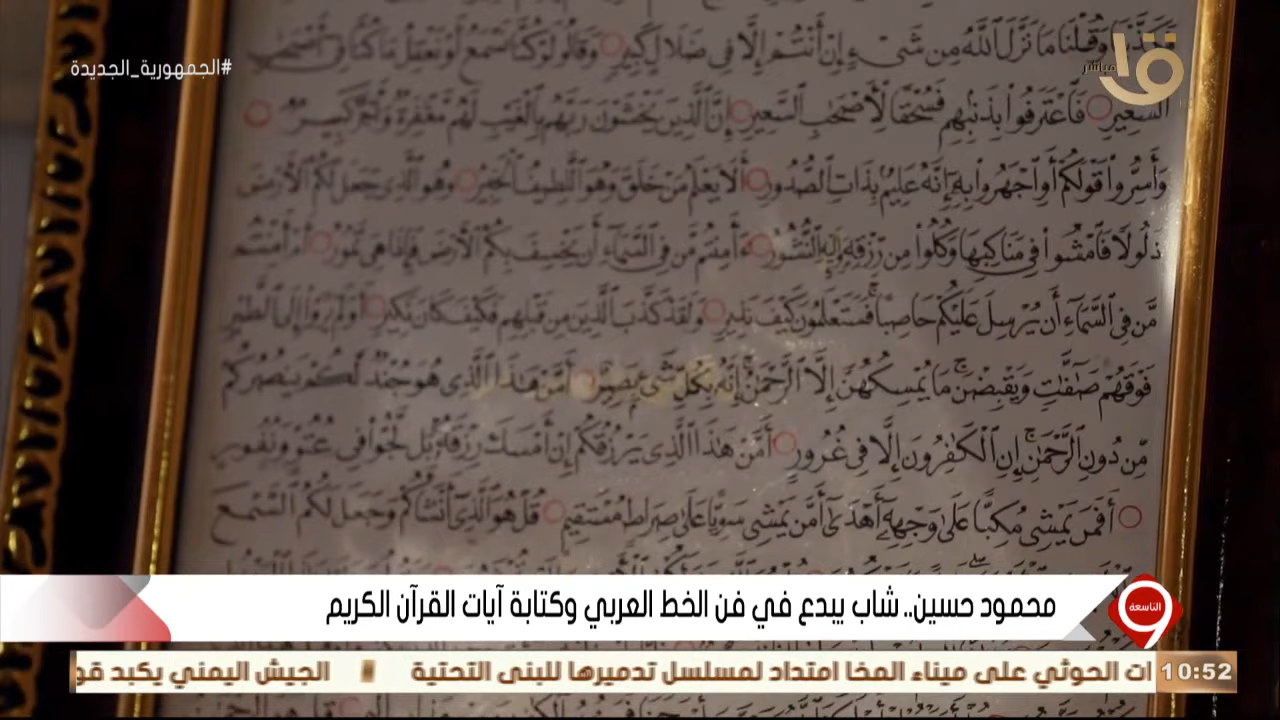 #الجمهورية_الجديدة
مباشر
فكذبنا وقلنا ما نزل الله من شيء إن أنتم إلا في ضلال كبير وقالوا لو كنا نسمع أو نعقل ما كنا في أصحاب
السعير فاعترفوا بذنبهم فسحقا لأصحاب السعير إن الذين يخشون ربهم بالغيب لهم مغفرة وأجر كبير
وأسروا قولكم أو اجهروا به إنه عليم بذات الصدور ألا يعلم من خلق وهو اللطيف الخبير وهو الذي جعل لكم الأرض
ذلولا فامشوا في مناكبها وكلوا من رزقه وإليه النشور ءأمنتم من في السماء أن يخسف بكم الأرض فإذا هي تمور أم أمنتم
من في السماء أن يرسل عليكم حاصبا فستعلمون كيف نذير ولقد كذب الذين من قبلهم فكيف كان نكير أولم يروا إلى الطير
فوقهم صافات ويقبضن ما يمسكهن إلا الرحمن إنه بكل شيء بصير أمن هذا الذي هو جند لكم ينصركم
من دون الرحمن إن الكافرون إلا في غرور أمن هذا الذي يرزقكم إن أمسك رزقه بل لجوا في عتو ونفور
أفمن يمشي مكبا على وجهه أهدى أمن يمشي سويا على صراط مستقيم قل هو الذي أنشأكم وجعل لكم السمع
محمود حسين.. شاب يبدع في فن الخط العربي وكتابة آيات القرآن الكريم
التاسعة
9
10:52 ات الحوثي على ميناء المخا امتداد لمسلسل تدميرها للبنى التحتية الجيش اليمني يكبد قو